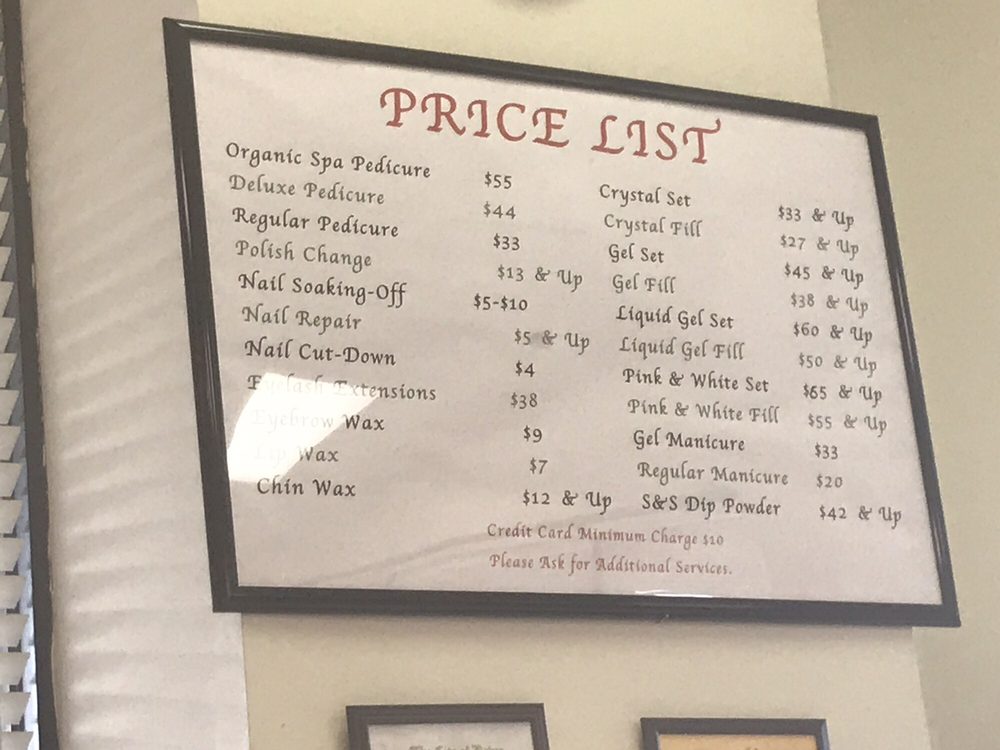 PRICE LIST
Organic Spa Pedicure $55
Deluxe Pedicure $44
Regular Pedicure $33
Polish Change $13 & Up
Nail Soaking-Off $5-$10
Nail Repair $5 & Up
Nail Cut-Down $4
Eyelash Extensions $38
Eyebrow Wax $9
Lip Wax $7
Chin Wax $12 & Up
Crystal Set $33 & Up
Crystal Fill $27 & Up
Gel Set $45 & Up
Gel Fill $38 & Up
Liquid Gel Set $60 & Up
Liquid Gel Fill $50 & Up
Pink & White Set $65 & Up
Pink & White Fill $55 & Up
Gel Manicure $33
Regular Manicure $20
S&S Dip Powder $42 & Up
Credit Card Minimum Charge $10
Please Ask for Additional Services.